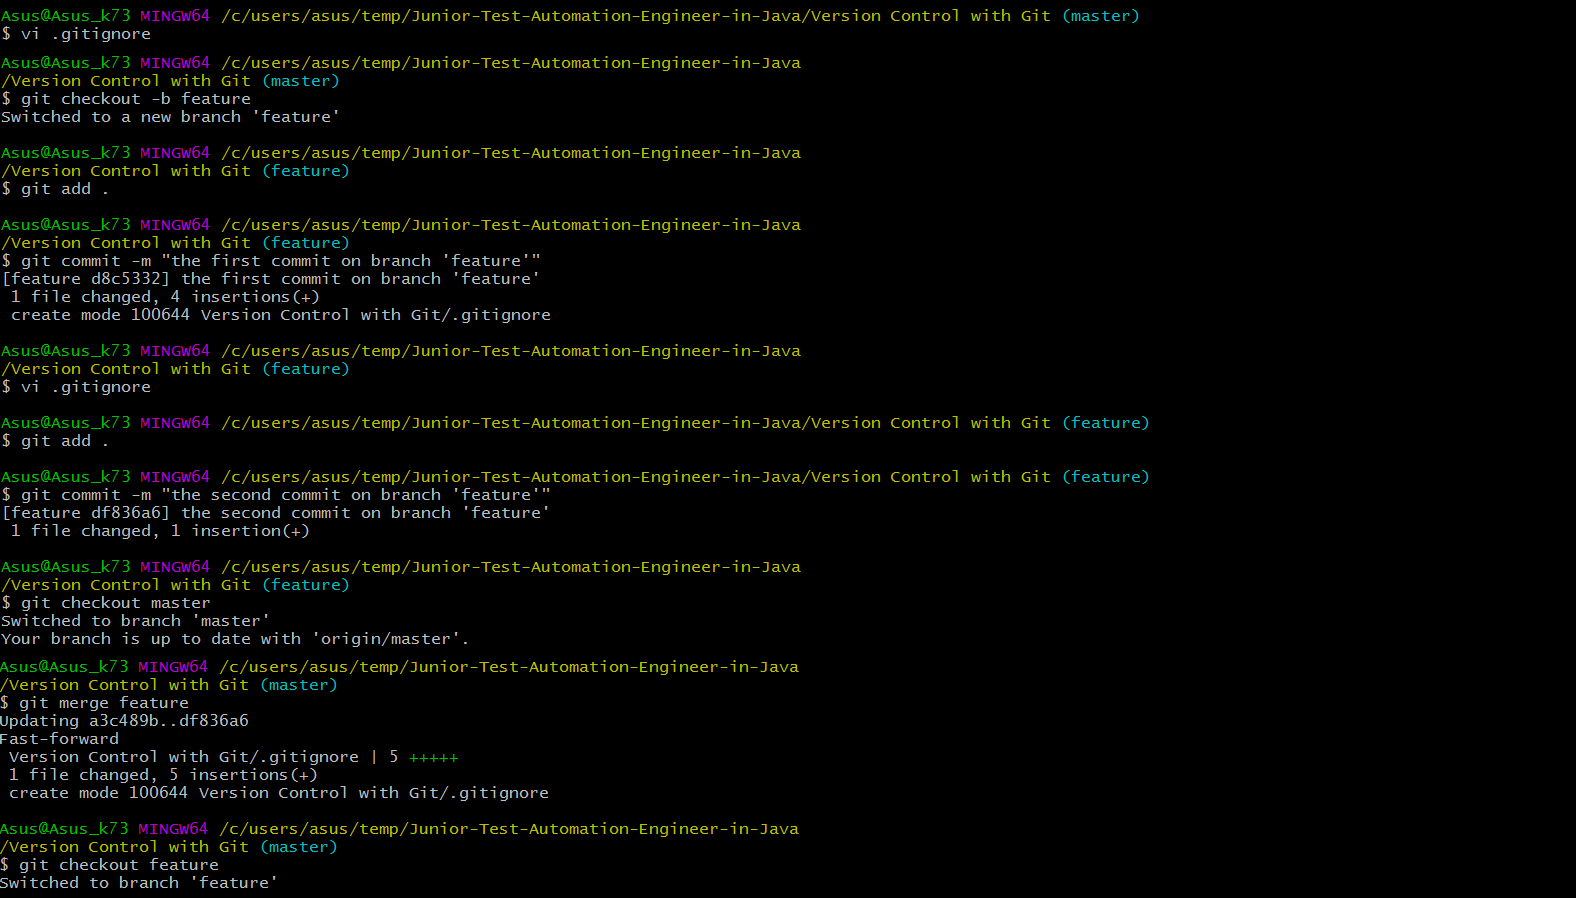 Asus@Asus_k73 MINGW64 /c/users/asus/temp/Junior-Test-Automation-Engineer-in-Java/Version Control with Git (master)
$ vi .gitignore
Asus@Asus_k73 MINGW64 /c/users/asus/temp/Junior-Test-Automation-Engineer-in-Java
/Version Control with Git (master)
$ git checkout -b feature
Switched to a new branch 'feature'
Asus@Asus_k73 MINGW64 /c/users/asus/temp/Junior-Test-Automation-Engineer-in-Java
/Version Control with Git (feature)
$ git add .
Asus@Asus_k73 MINGW64 /c/users/asus/temp/Junior-Test-Automation-Engineer-in-Java
/Version Control with Git (feature)
$ git commit -m "the first commit on branch 'feature'"
[feature d8c5332] the first commit on branch 'feature'
 1 file changed, 4 insertions(+)
 create mode 100644 Version Control with Git/.gitignore
Asus@Asus_k73 MINGW64 /c/users/asus/temp/Junior-Test-Automation-Engineer-in-Java
/Version Control with Git (feature)
$ vi .gitignore
Asus@Asus_k73 MINGW64 /c/users/asus/temp/Junior-Test-Automation-Engineer-in-Java/Version Control with Git (feature)
$ git add .
Asus@Asus_k73 MINGW64 /c/users/asus/temp/Junior-Test-Automation-Engineer-in-Java/Version Control with Git (feature)
$ git commit -m "the second commit on branch 'feature'"
[feature df836a6] the second commit on branch 'feature'
 1 file changed, 1 insertion(+)
Asus@Asus_k73 MINGW64 /c/users/asus/temp/Junior-Test-Automation-Engineer-in-Java
/Version Control with Git (feature)
$ git checkout master
Switched to branch 'master'
Your branch is up to date with 'origin/master'.
Asus@Asus_k73 MINGW64 /c/users/asus/temp/Junior-Test-Automation-Engineer-in-Java
/Version Control with Git (master)
$ git merge feature
Updating a3c489b..df836a6
Fast-forward
 Version Control with Git/.gitignore | 5 +++++
 1 file changed, 5 insertions(+)
 create mode 100644 Version Control with Git/.gitignore
Asus@Asus_k73 MINGW64 /c/users/asus/temp/Junior-Test-Automation-Engineer-in-Java
/Version Control with Git (master)
$ git checkout feature
Switched to branch 'feature'